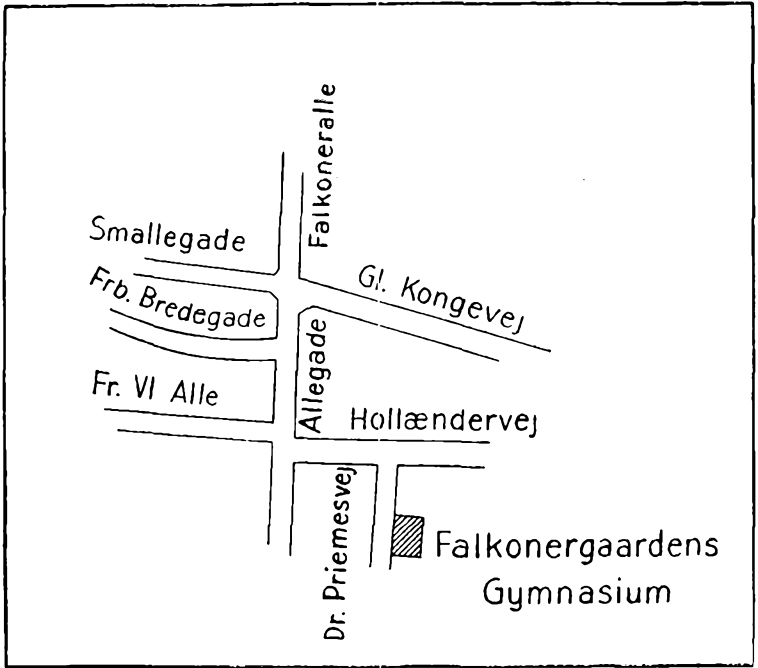 Falkoneralle
Smallegade
Gl. Kongevej
Frb. Bredegade
Allegade
Fr. VI Alle
Hollændervej
Dr. Priemesvej
Falkonergaardens
Gymnasium